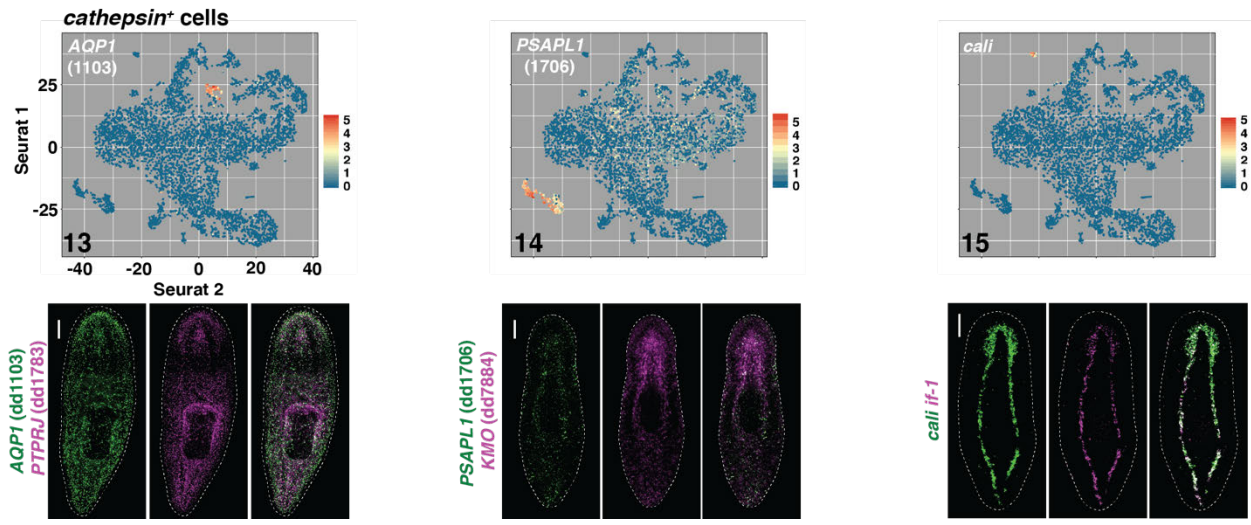 cathepsin⁺ cells
AQP1
(1103)
25
0
-25
Seurat 1
5
4
3
2
1
0
13
-40 -20 0 20 40
Seurat 2
PSAPL1
(1706)
5
4
3
2
1
0
14
cali
5
4
3
2
1
0
15
AQP1 (dd1103)
PTPRJ (dd1783)
PSAPL1 (dd1706)
KMO (dd7884)
cali if-1